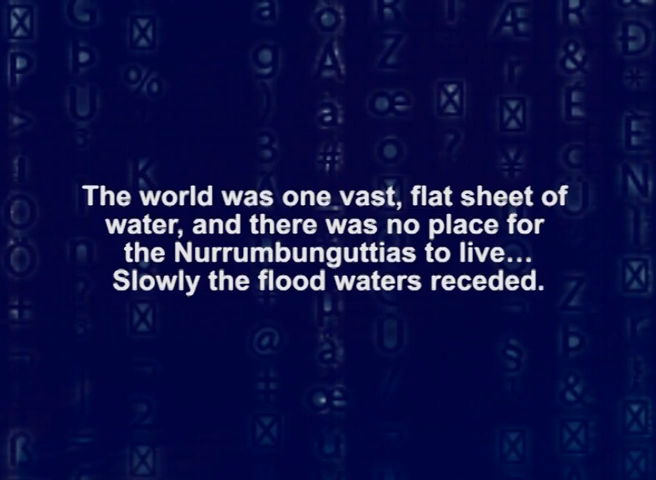 The world was one vast, flat sheet of
water, and there was no place for
the Nurrumbunguttias to live...
Slowly the flood waters receded.